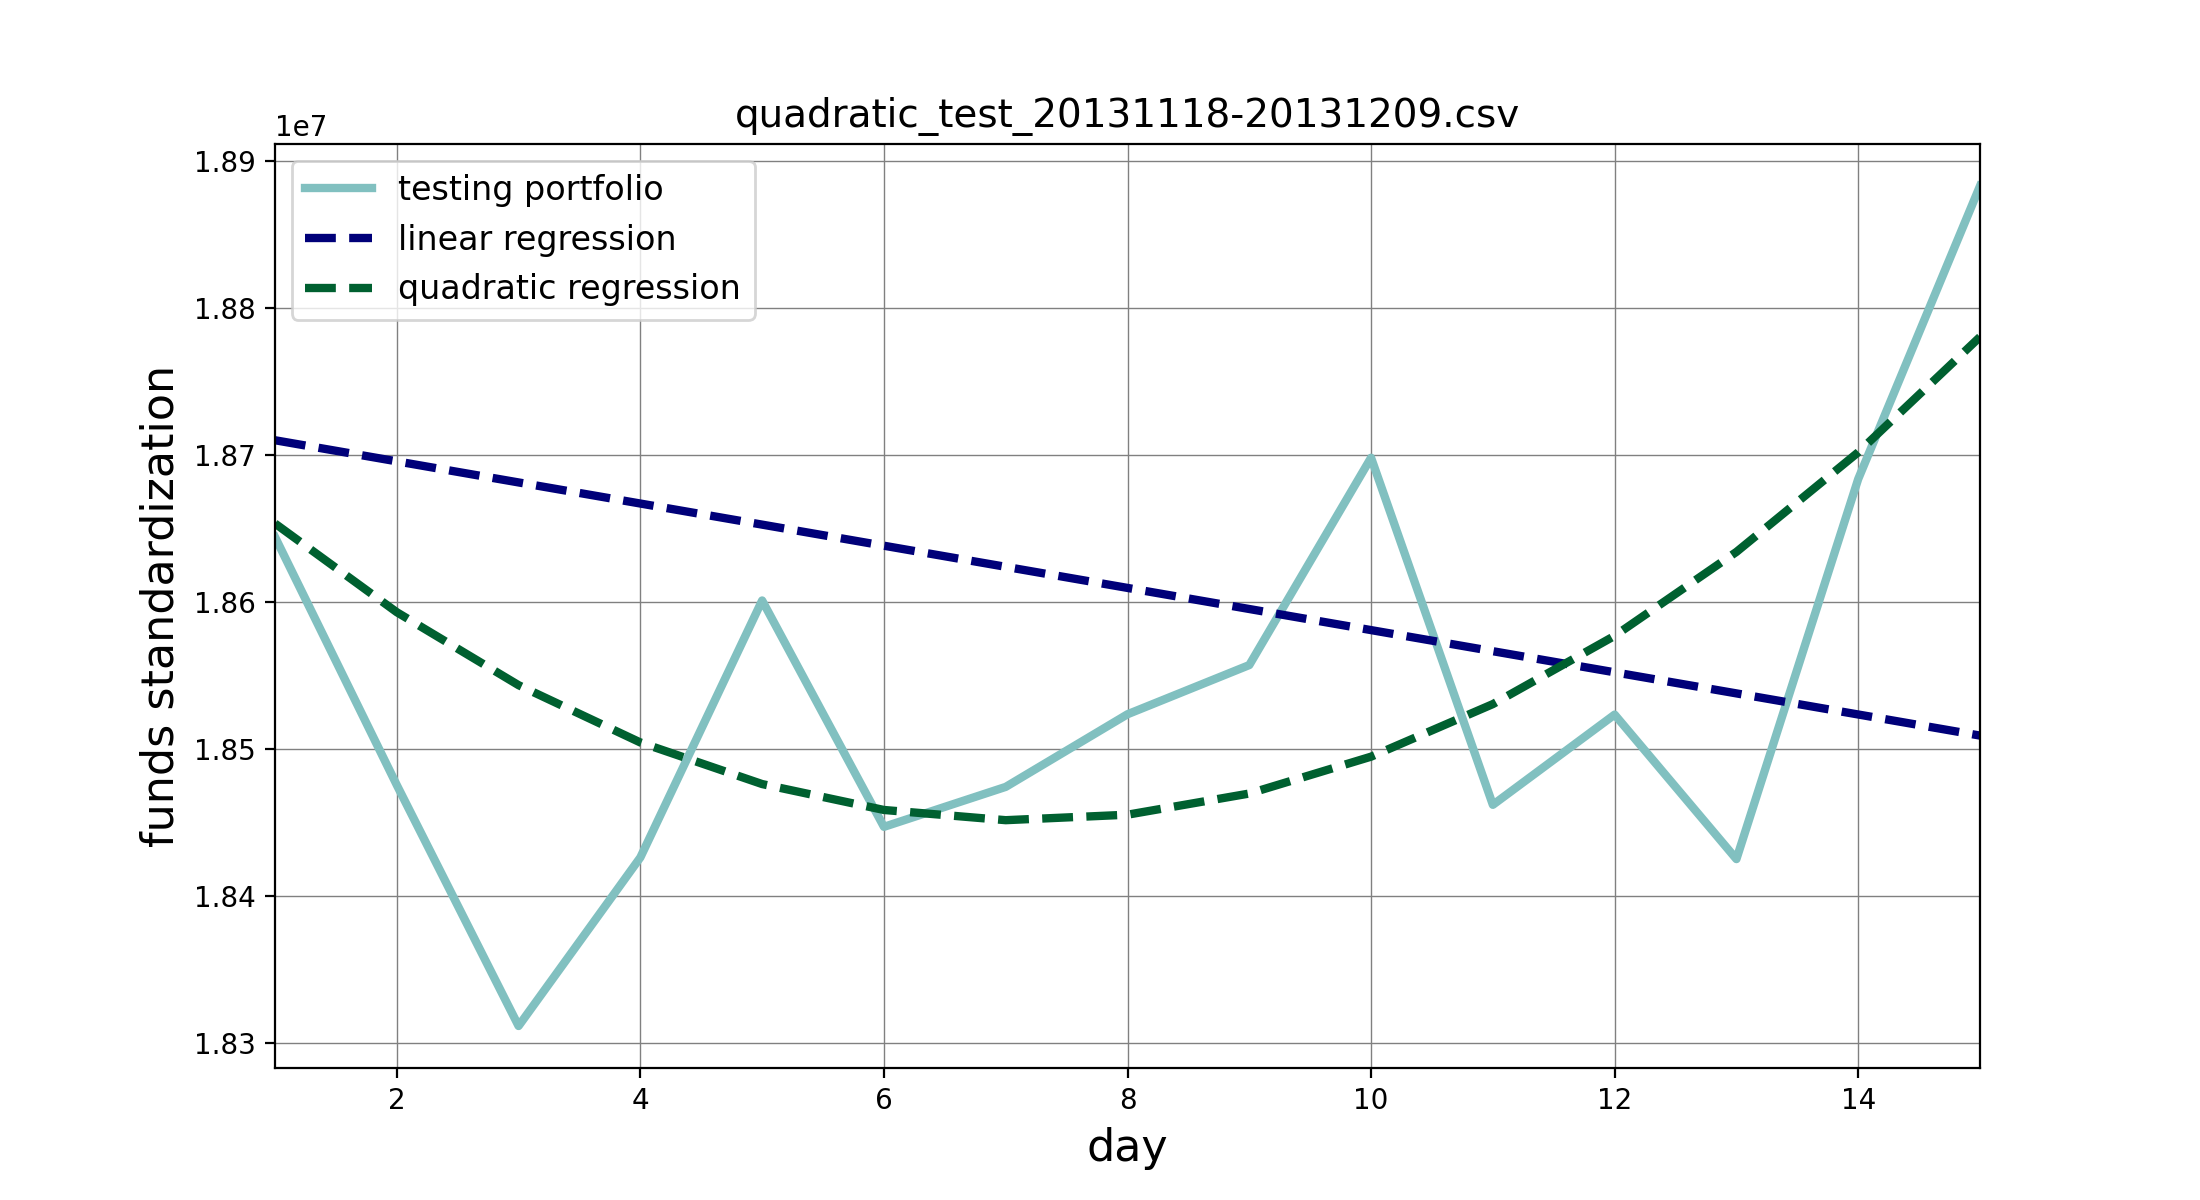 quadratic_test_20131118-20131209.csv
1e7
1.89
1.88
1.87
1.86
1.85
1.84
1.83
funds standardization
testing portfolio
linear regression
quadratic regression
2 4 6 8 10 12 14
day